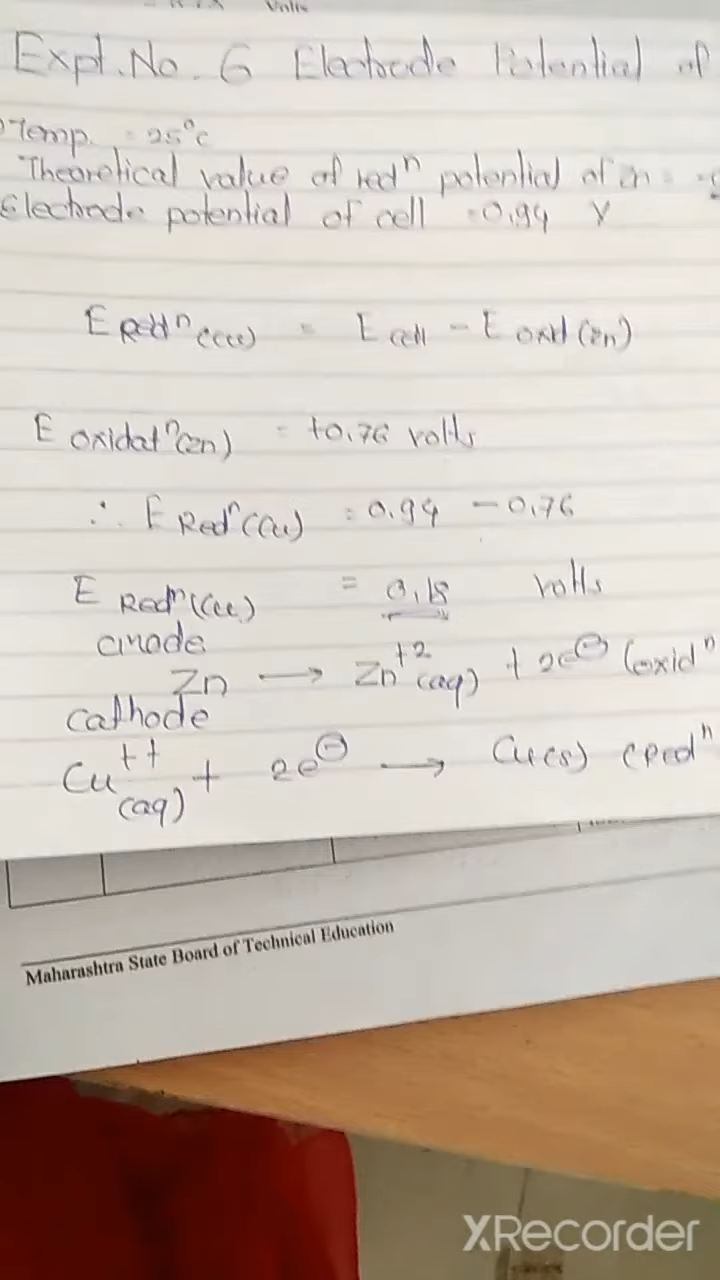 Volts
Expt. No. 6 Electrode Potential of
Temp. = 25°C
Theoretical value of redⁿ potential of zn = -
Electrode potential of cell = 0.94 V
E Redⁿ (cu) = E cell - E oxid (zn)
E oxidatⁿ(zn) = +0.76 volts
∴ E Redⁿ(Cu) = 0.94 - 0.76
E Redⁿ(Cu) = 0.18 volts
anode
Zn → Zn⁺²(aq) + 2e⊖ (oxidⁿ
cathode
Cu⁺⁺(aq) + 2e⊖ → Cu(s) (Redⁿ
Maharashtra State Board of Technical Education
XRecorder